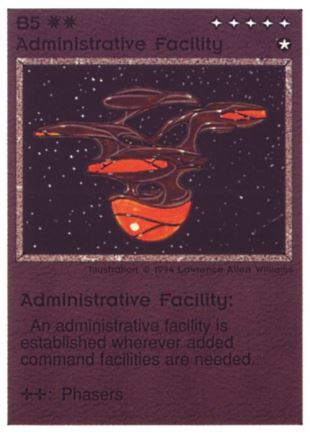 B5 ✷✷ ✦ ✦ ✦ ✦ ✦
Administrative Facility ★
Illustration © 1994 Lawrence Allen Williams
Administrative Facility:
An administrative facility is
established wherever added
command facilities are needed.
✢✢: Phasers